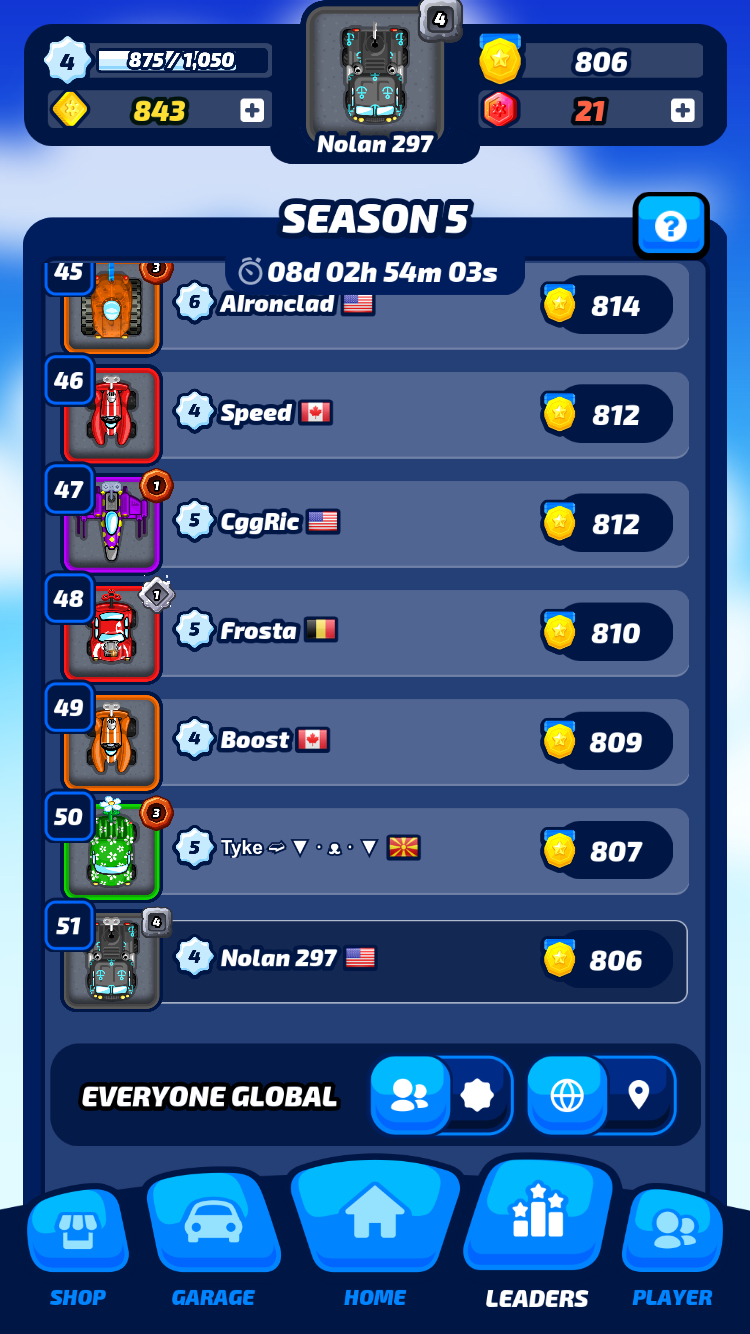 4
4 875/1,050 806
843 + 21 +
Nolan 297
SEASON 5
?
08d 02h 54m 03s
45 3 6 AIronclad 814
46 4 Speed 812
47 1 5 CggRic 812
48 1 5 Frosta 810
49 4 Boost 809
50 3 5 Tyke ➫ ▼・ᴥ・▼ 807
51 4 4 Nolan 297 806
EVERYONE GLOBAL
SHOP GARAGE HOME LEADERS PLAYER